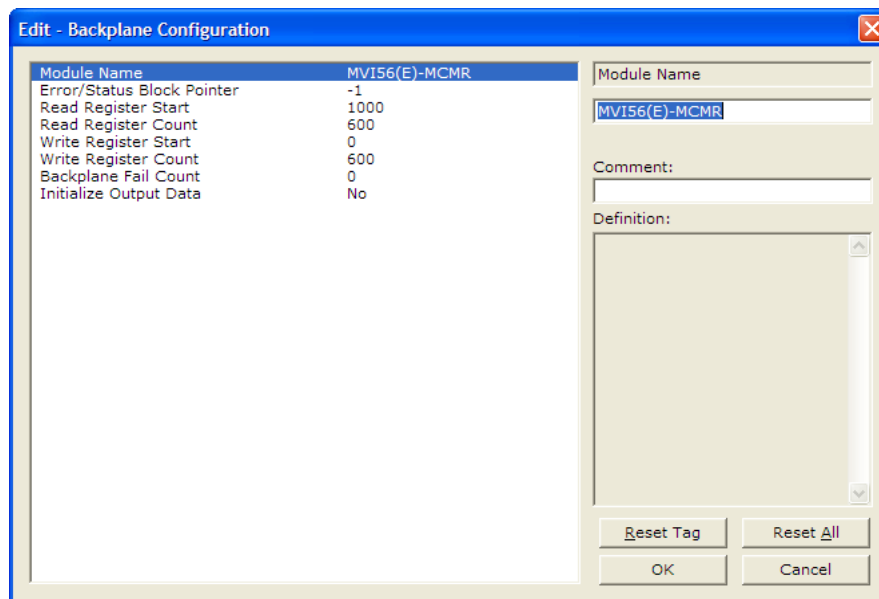 Edit - Backplane Configuration
Module Name MVI56(E)-MCMR
Error/Status Block Pointer -1
Read Register Start 1000
Read Register Count 600
Write Register Start 0
Write Register Count 600
Backplane Fail Count 0
Initialize Output Data No
Module Name
MVI56(E)-MCMR
Comment:
Definition:
Reset Tag Reset All
OK Cancel